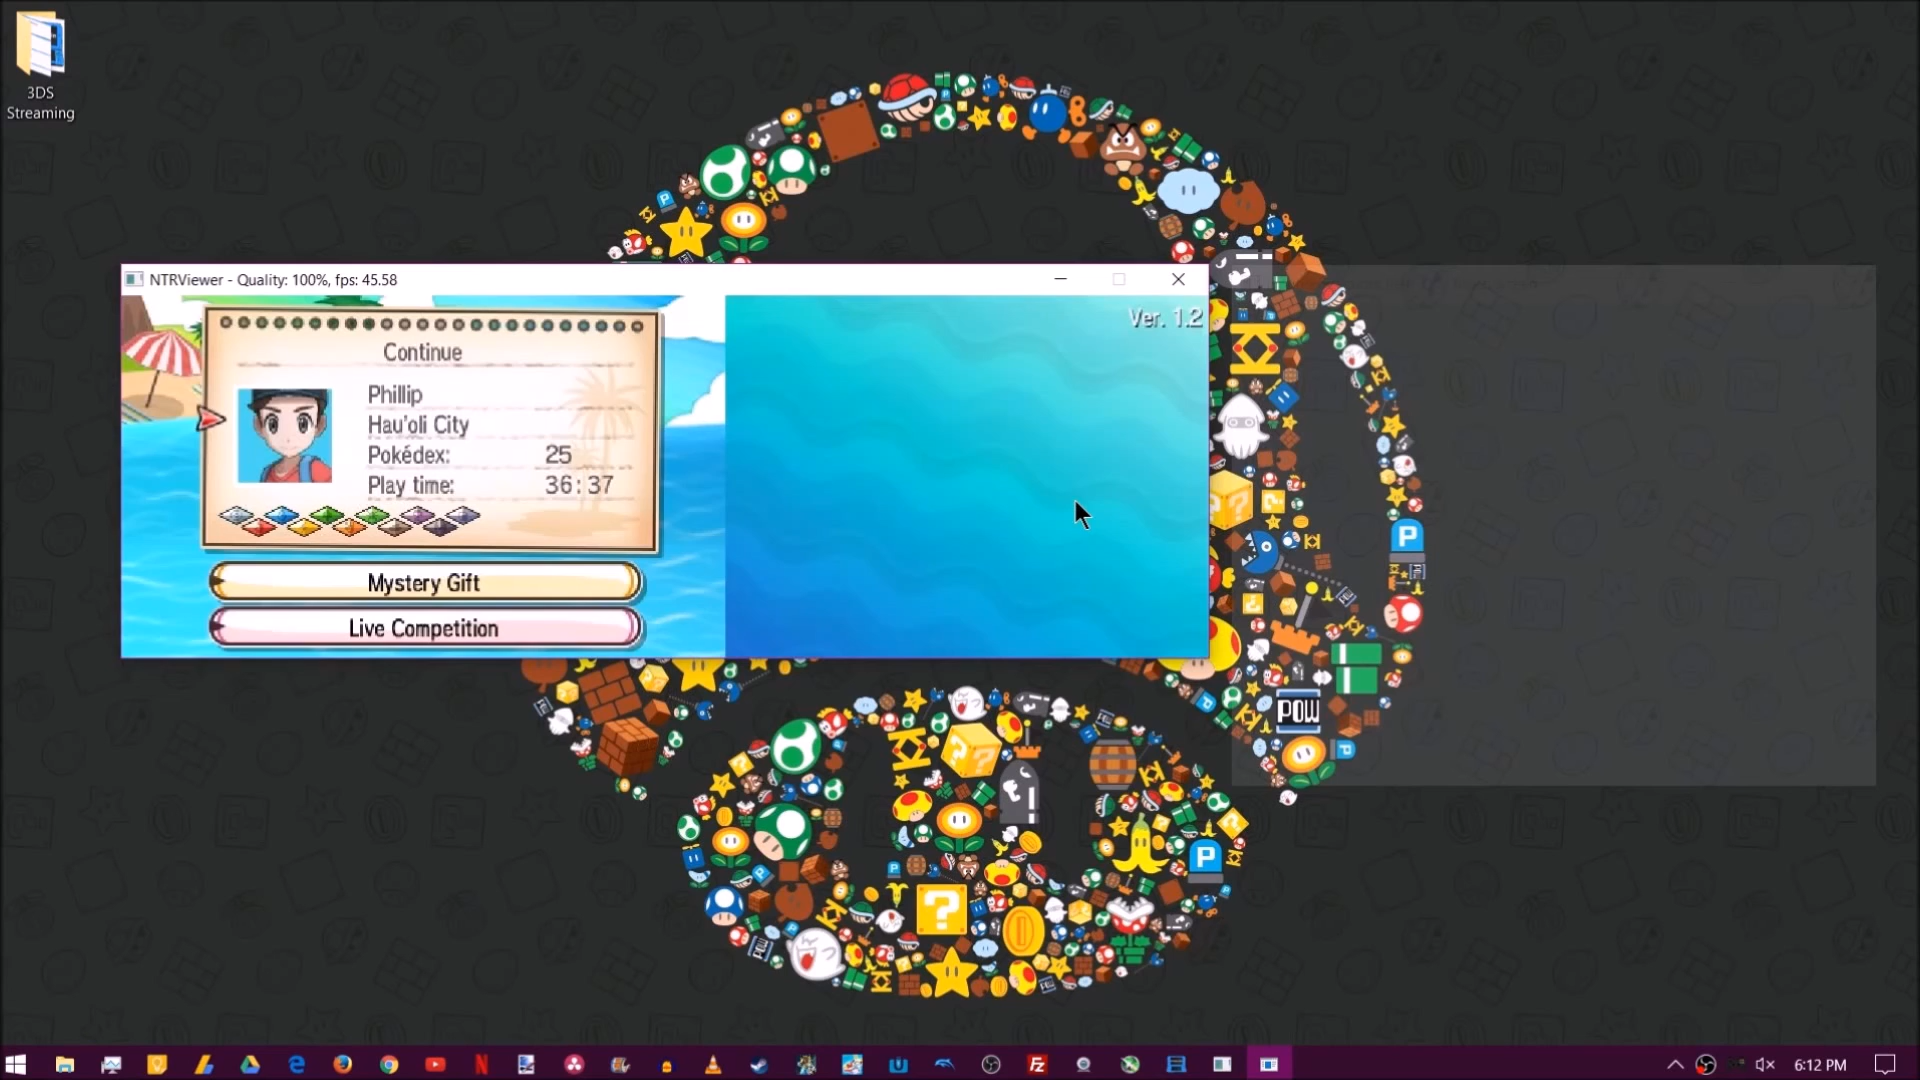 3DS
Streaming
NTRViewer - Quality: 100%, fps: 45.58
Ver. 1.2
Continue
Phillip
Hau'oli City
Pokédex: 25
Play time: 36:37
Mystery Gift
Live Competition
P
POW
P
6:12 PM